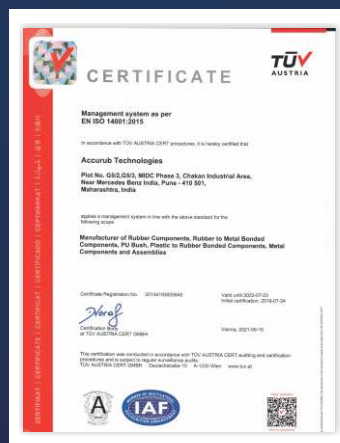 TÜV
AUSTRIA
CERTIFICATE
Management system as per
EN ISO 14001:2015
In accordance with TÜV AUSTRIA CERT procedures, it is hereby certified that
Accurub Technologies
Plot No. G5/2,G5/3, MIDC Phase 3, Chakan Industrial Area,
Near Mercedes Benz India, Pune - 410 501,
Maharashtra, India
applies a management system in line with the above standard for the
following scope
Manufacturer of Rubber Components, Rubber to Metal Bonded
Components, PU Bush, Plastic to Rubber Bonded Components, Metal
Components and Assemblies
Certificate Registration No.
Valid until 2022-07-23
Initial certification: 2019-07-24
Certification Body
at TÜV AUSTRIA CERT GMBH
Vienna, 2021-09-10
This certification was conducted in accordance with TÜV AUSTRIA CERT auditing and certification
procedures and is subject to regular surveillance audits.
TÜV AUSTRIA CERT GMBH Deutschstraße 10 A-1230 Wien www.tuv.at
ZERTIFIKAT | CERTIFICATE | CERTIFICAT | CERTIFICADO
A
IAF